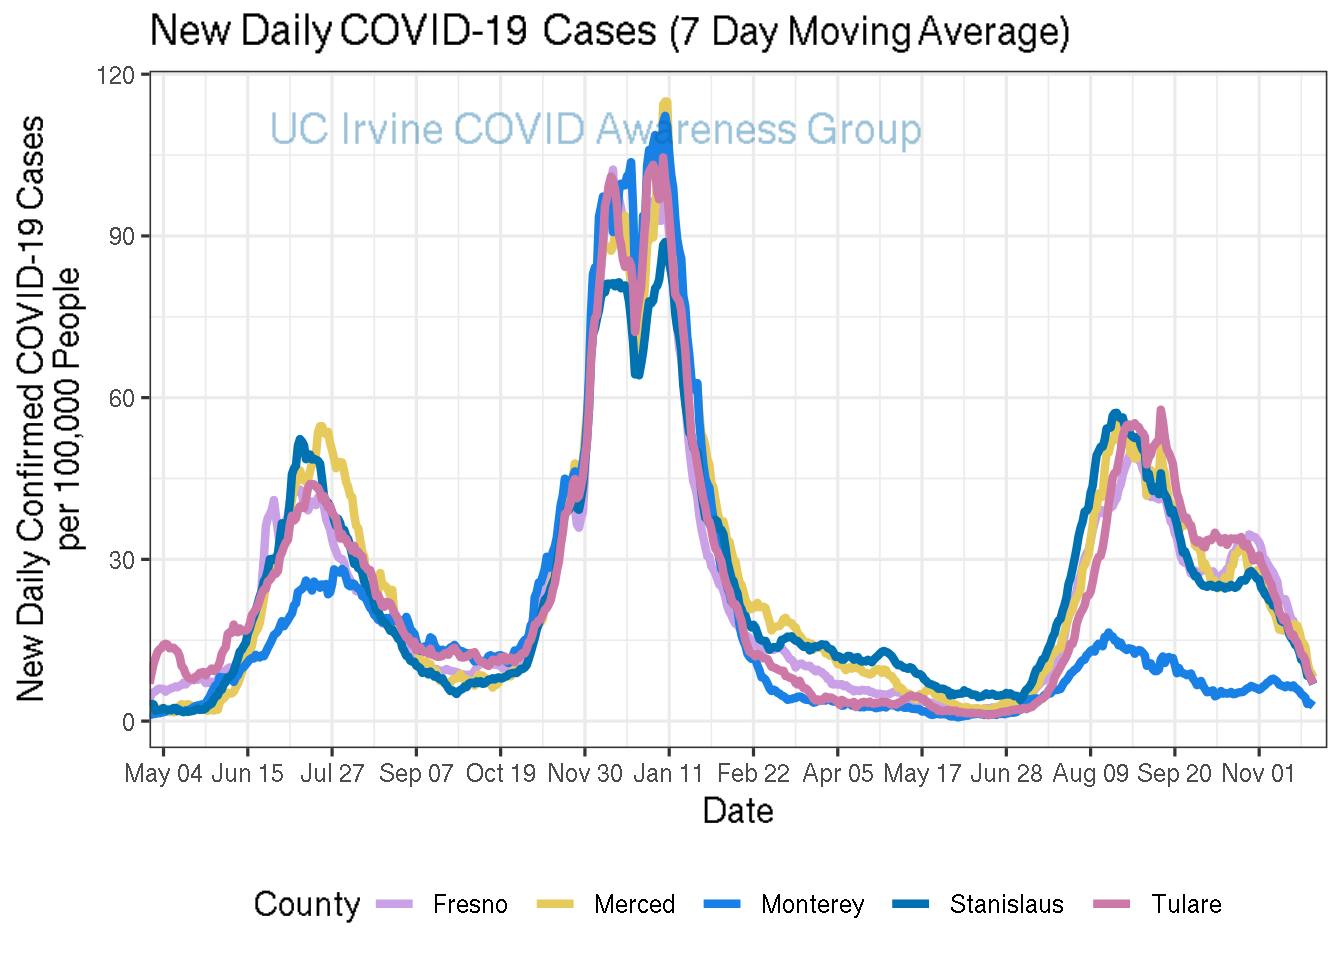 New Daily COVID-19 Cases (7 Day Moving Average)
UC Irvine COVID Awareness Group
New Daily Confirmed COVID-19 Cases
per 100,000 People
120
90
60
30
0
May 04 Jun 15 Jul 27 Sep 07 Oct 19 Nov 30 Jan 11 Feb 22 Apr 05 May 17 Jun 28 Aug 09 Sep 20 Nov 01
Date
County Fresno Merced Monterey Stanislaus Tulare